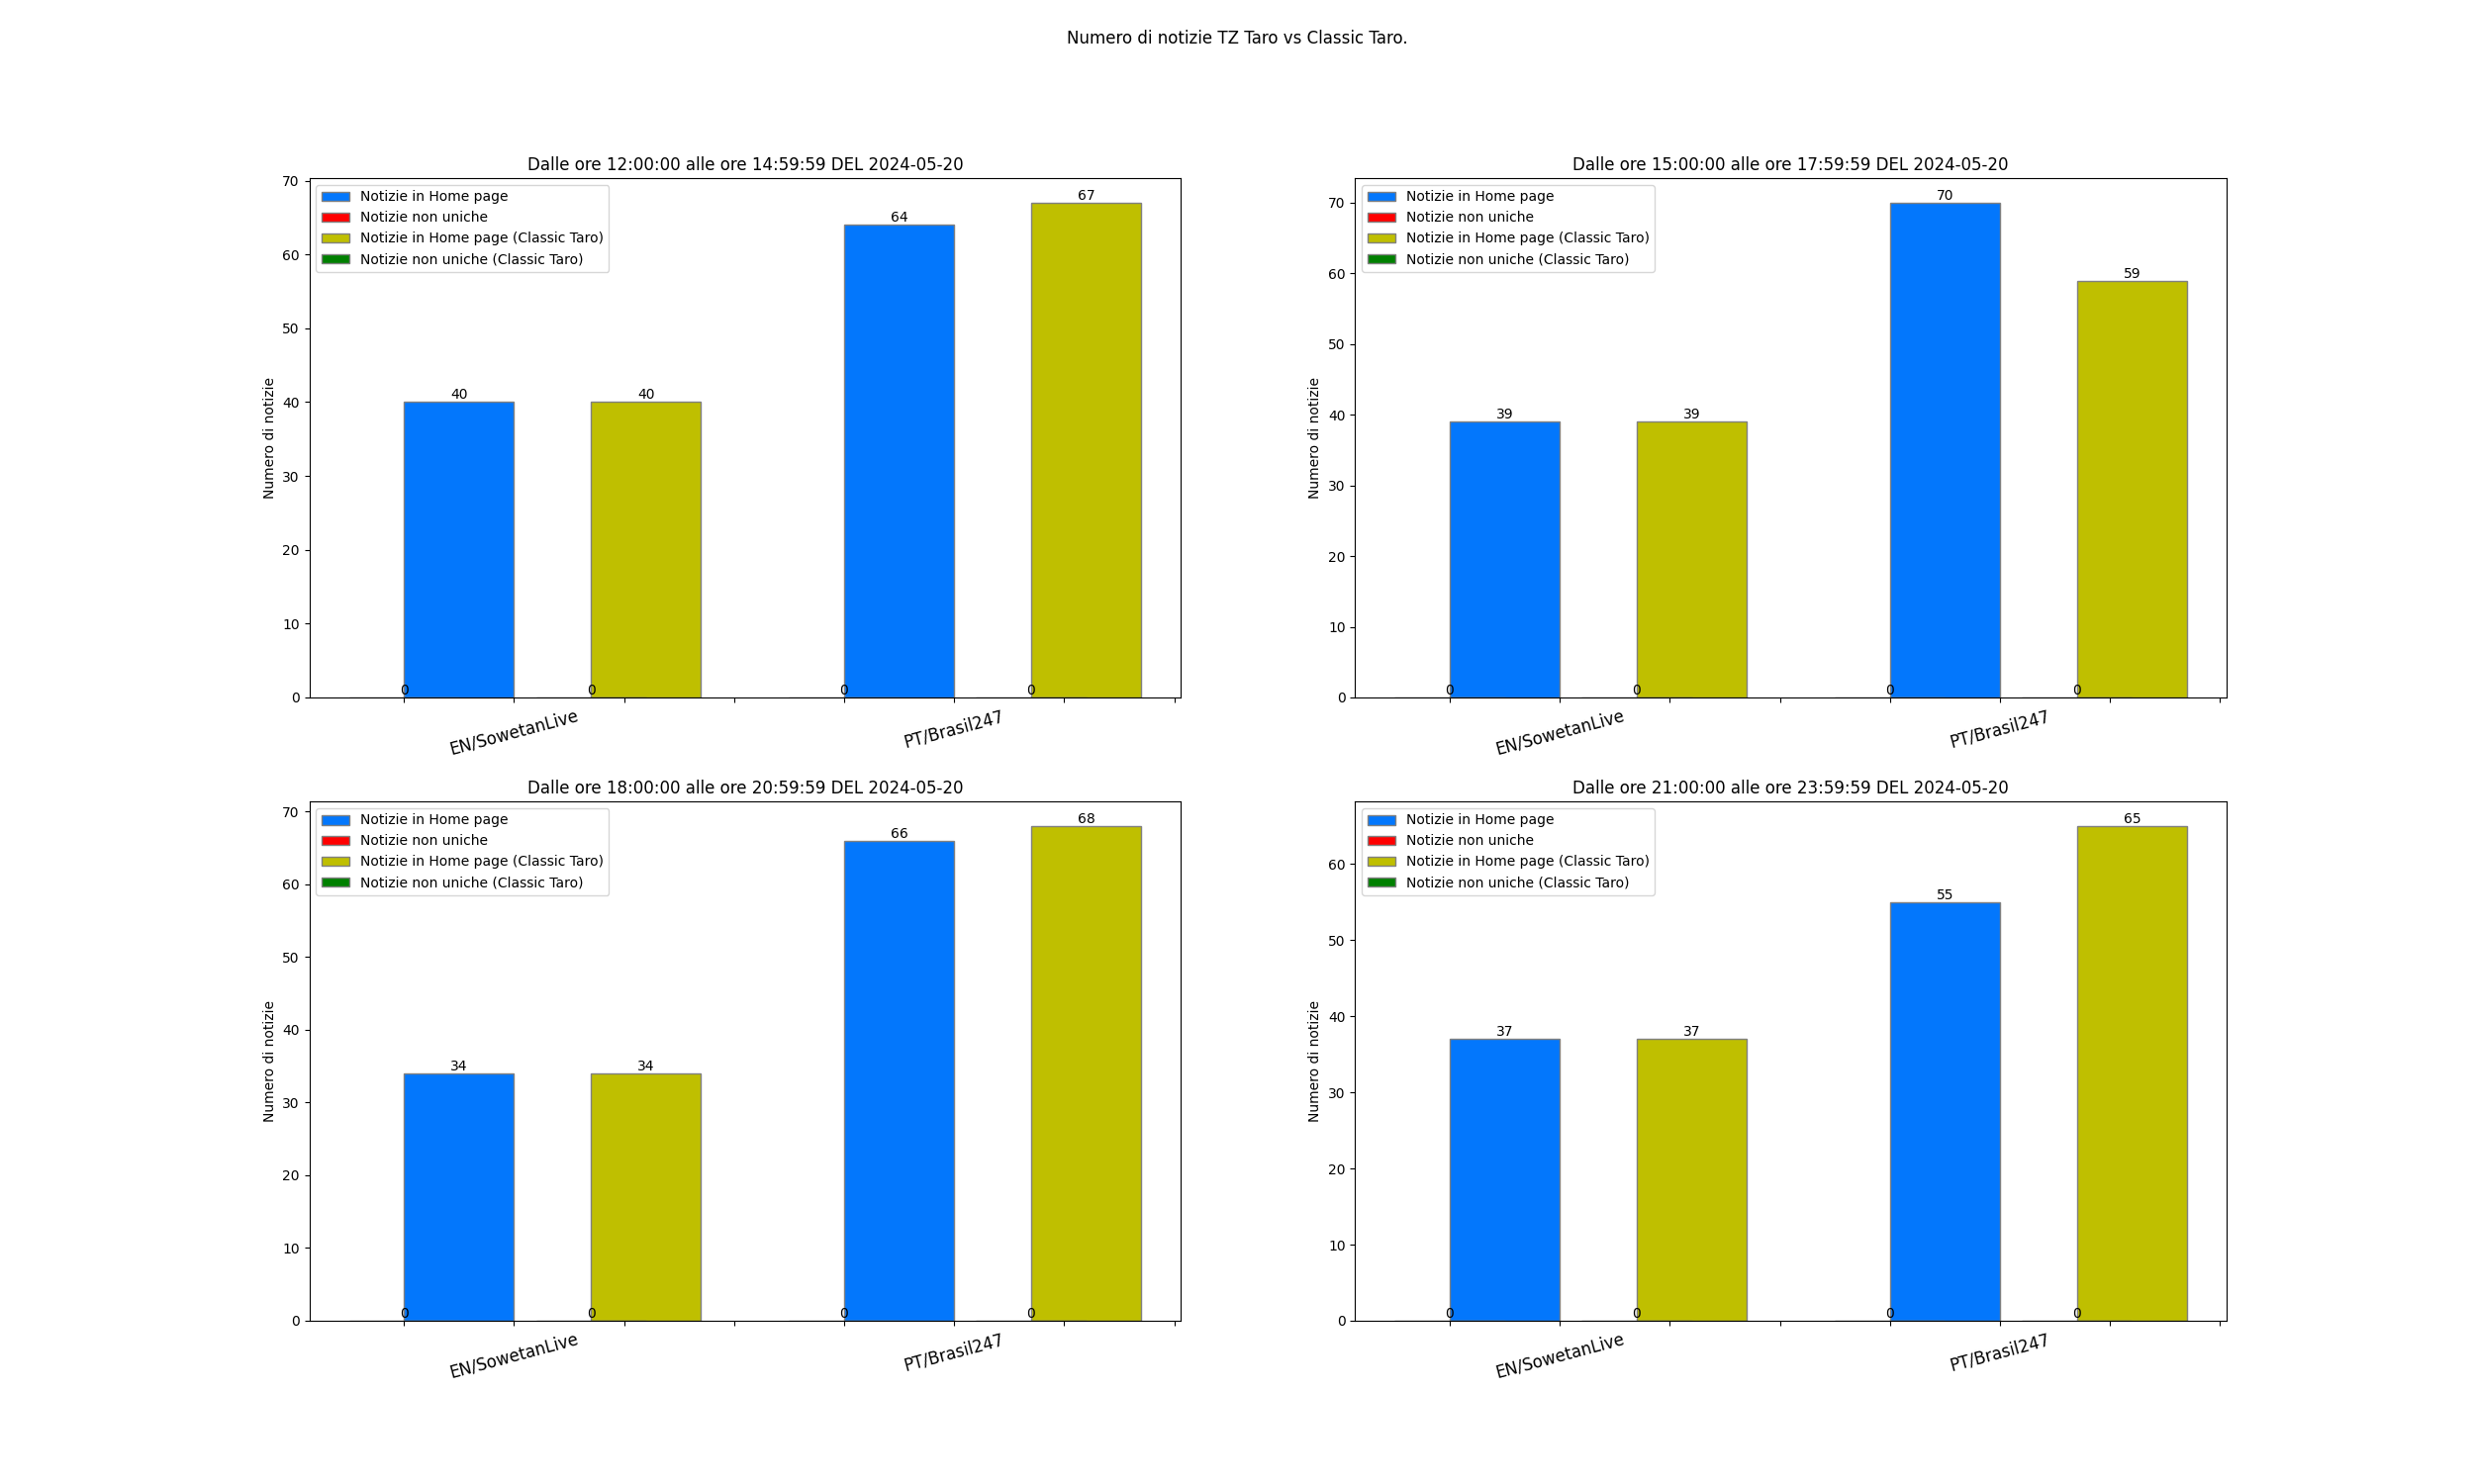 Numero di notizie TZ Taro vs Classic Taro.
Dalle ore 12:00:00 alle ore 14:59:59 DEL 2024-05-20
Notizie in Home page
Notizie non uniche
Notizie in Home page (Classic Taro)
Notizie non uniche (Classic Taro)
Numero di notizie
70
60
50
40
30
20
10
0
40
40
64
67
0
0
0
0
EN/SowetanLive
PT/Brasil247
Dalle ore 15:00:00 alle ore 17:59:59 DEL 2024-05-20
Notizie in Home page
Notizie non uniche
Notizie in Home page (Classic Taro)
Notizie non uniche (Classic Taro)
Numero di notizie
70
60
50
40
30
20
10
0
39
39
70
59
0
0
0
0
EN/SowetanLive
PT/Brasil247
Dalle ore 18:00:00 alle ore 20:59:59 DEL 2024-05-20
Notizie in Home page
Notizie non uniche
Notizie in Home page (Classic Taro)
Notizie non uniche (Classic Taro)
Numero di notizie
70
60
50
40
30
20
10
0
34
34
66
68
0
0
0
0
EN/SowetanLive
PT/Brasil247
Dalle ore 21:00:00 alle ore 23:59:59 DEL 2024-05-20
Notizie in Home page
Notizie non uniche
Notizie in Home page (Classic Taro)
Notizie non uniche (Classic Taro)
Numero di notizie
60
50
40
30
20
10
0
37
37
55
65
0
0
0
0
EN/SowetanLive
PT/Brasil247